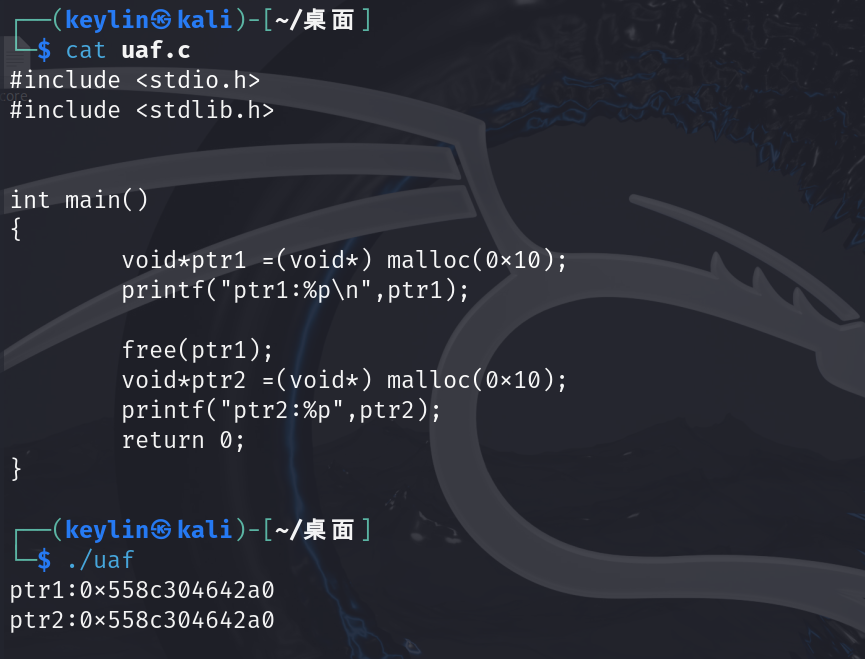 ┌──(keylin㉿kali)-[~/桌面]
└─$ cat uaf.c
#include <stdio.h>
#include <stdlib.h>
int main()
{
void*ptr1 =(void*) malloc(0×10);
printf("ptr1:%p\n",ptr1);
free(ptr1);
void*ptr2 =(void*) malloc(0×10);
printf("ptr2:%p",ptr2);
return 0;
}
┌──(keylin㉿kali)-[~/桌面]
└─$ ./uaf
ptr1:0×558c304642a0
ptr2:0×558c304642a0
core